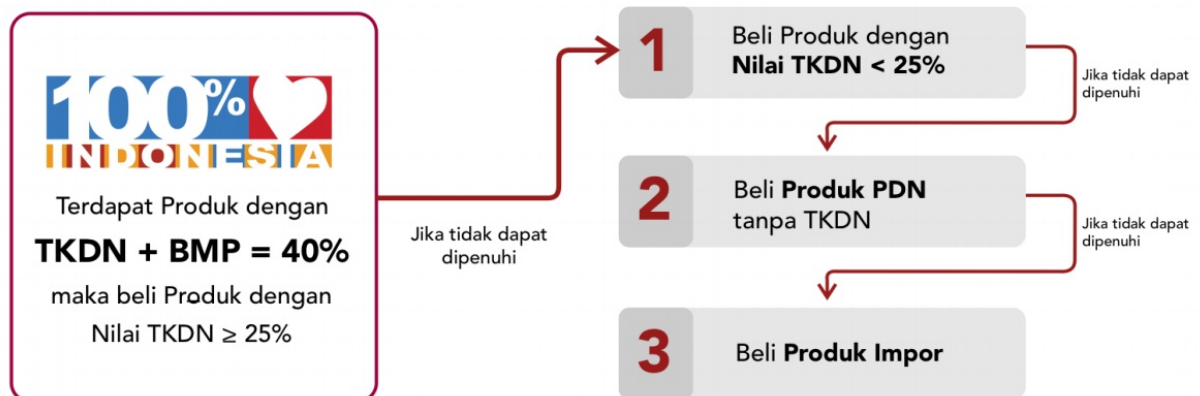 100%
INDONESIA
Terdapat Produk dengan
TKDN + BMP = 40%
maka beli Produk dengan
Nilai TKDN ≥ 25%
Jika tidak dapat
dipenuhi
1
Beli Produk dengan
Nilai TKDN < 25%
Jika tidak dapat
dipenuhi
2
Beli Produk PDN
tanpa TKDN
Jika tidak dapat
dipenuhi
3
Beli Produk Impor